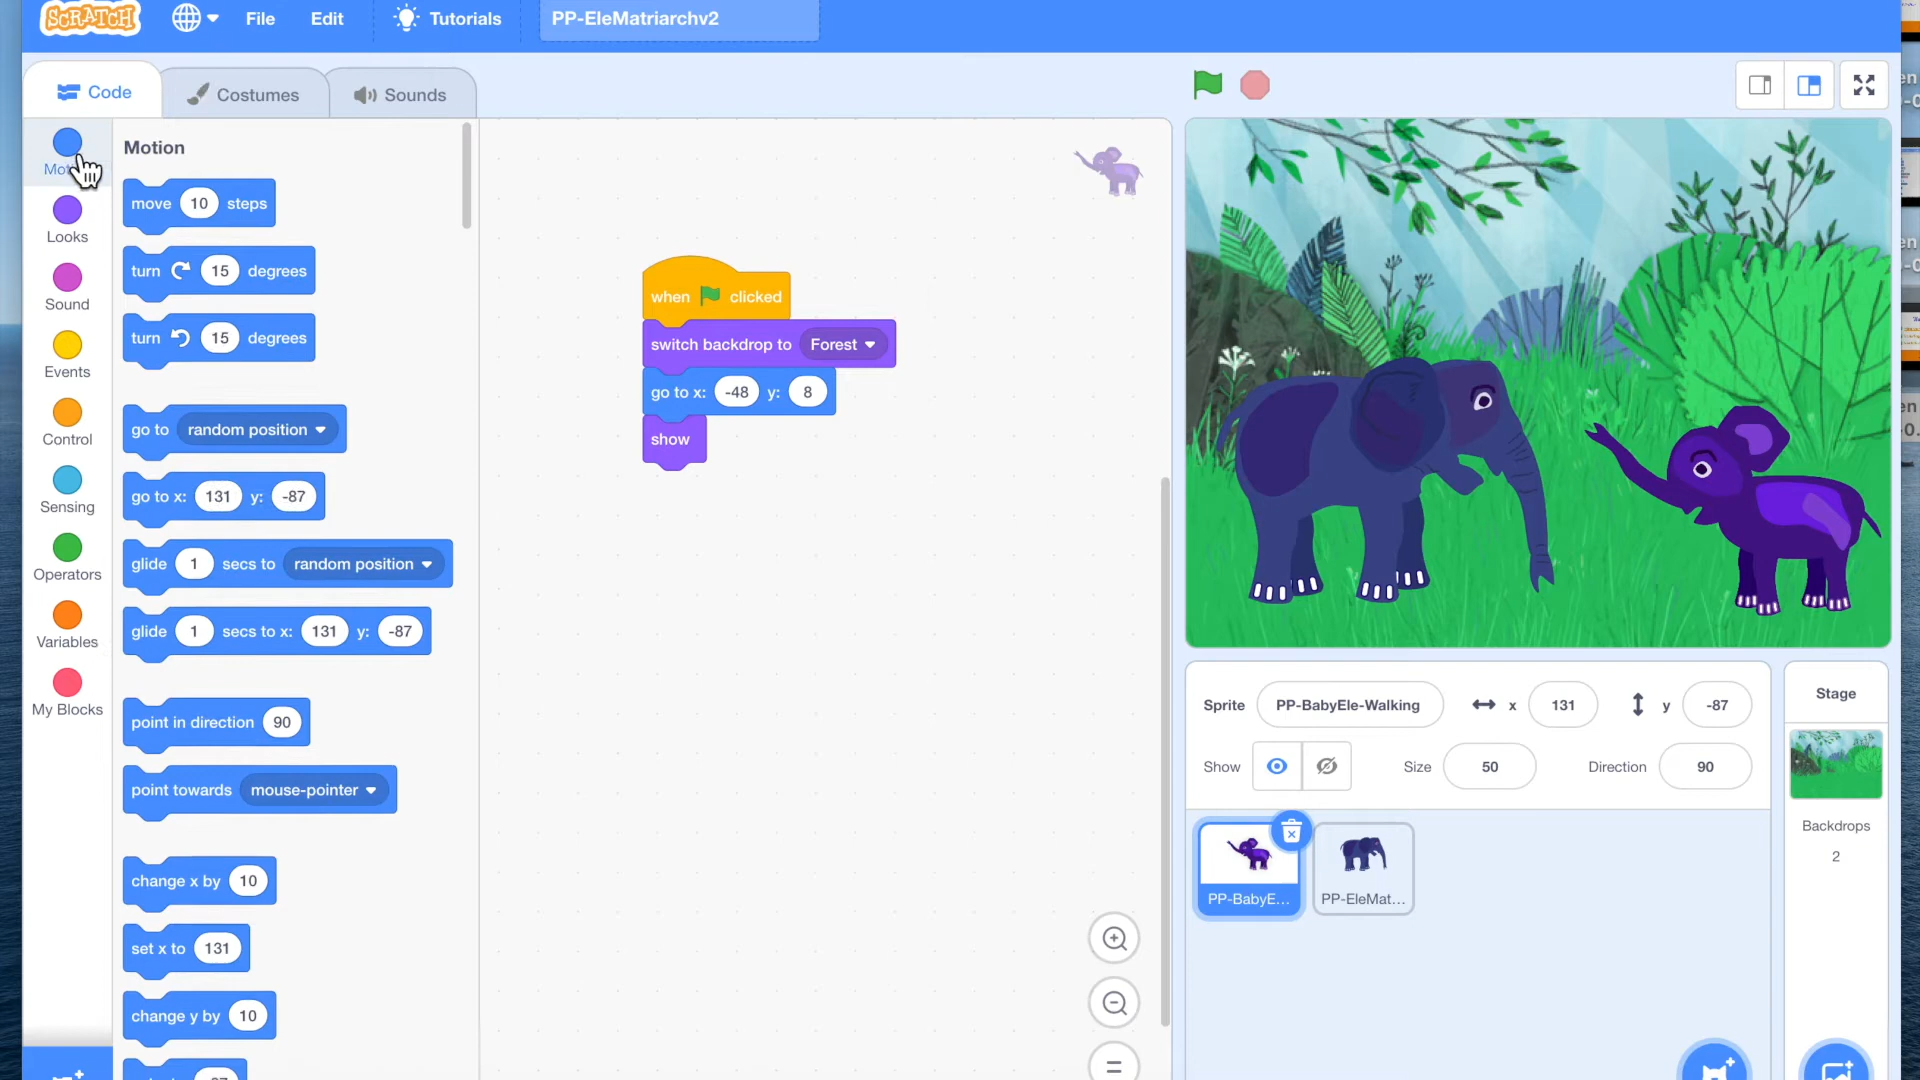 SCRATCH File Edit Tutorials PP-EleMatriarchv2
Code Costumes Sounds
Motion
Looks
Sound
Events
Control
Sensing
Operators
Variables
My Blocks
Motion
move 10 steps
turn 15 degrees
turn 15 degrees
go to random position
go to x: 131 y: -87
glide 1 secs to random position
glide 1 secs to x: 131 y: -87
point in direction 90
point towards mouse-pointer
change x by 10
set x to 131
change y by 10
when clicked
switch backdrop to Forest
go to x: -48 y: 8
show
Sprite PP-BabyEle-Walking x 131 y -87
Show Size 50 Direction 90
PP-BabyE... PP-EleMat...
Stage
Backdrops
2